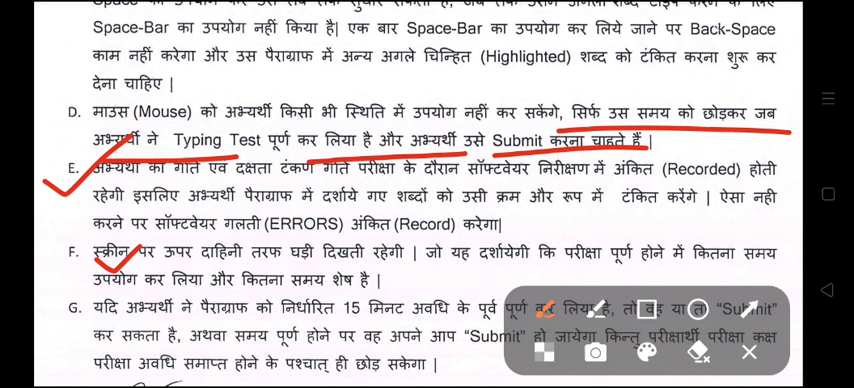 Space-Bar का उपयोग नहीं किया है| एक बार Space-Bar का उपयोग कर लिये जाने पर Back-Space
काम नहीं करेगा और उस पैराग्राफ में अन्य अगले चिन्हित (Highlighted) शब्द को टंकित करना शुरू कर
देना चाहिए |
D. माउस (Mouse) को अभ्यर्थी किसी भी स्थिति में उपयोग नहीं कर सकेंगे, सिर्फ उस समय को छोड़कर जब
अभ्यर्थी ने Typing Test पूर्ण कर लिया है और अभ्यर्थी उसे Submit करना चाहते हैं |
E. अभ्यर्थी की गति एवं दक्षता टंकण गति परीक्षा के दौरान सॉफ्टवेयर निरीक्षण में अंकित (Recorded) होती
रहेगी इसलिए अभ्यर्थी पैराग्राफ में दर्शाये गए शब्दों को उसी क्रम और रूप में टंकित करेंगे | ऐसा नही
करने पर सॉफ्टवेयर गलती (ERRORS) अंकित (Record) करेगा|
F. स्क्रीन पर ऊपर दाहिनी तरफ घड़ी दिखती रहेगी | जो यह दर्शायेगी कि परीक्षा पूर्ण होने में कितना समय
उपयोग कर लिया और कितना समय शेष है |
G. यदि अभ्यर्थी ने पैराग्राफ को निर्धारित 15 मिनट अवधि के पूर्व पूर्ण कर लिया है, तो वह या तो "Submit"
कर सकता है, अथवा समय पूर्ण होने पर वह अपने आप "Submit" हो जायेगा किन्तु परीक्षार्थी परीक्षा कक्ष
परीक्षा अवधि समाप्त होने के पश्चात् ही छोड़ सकेगा |